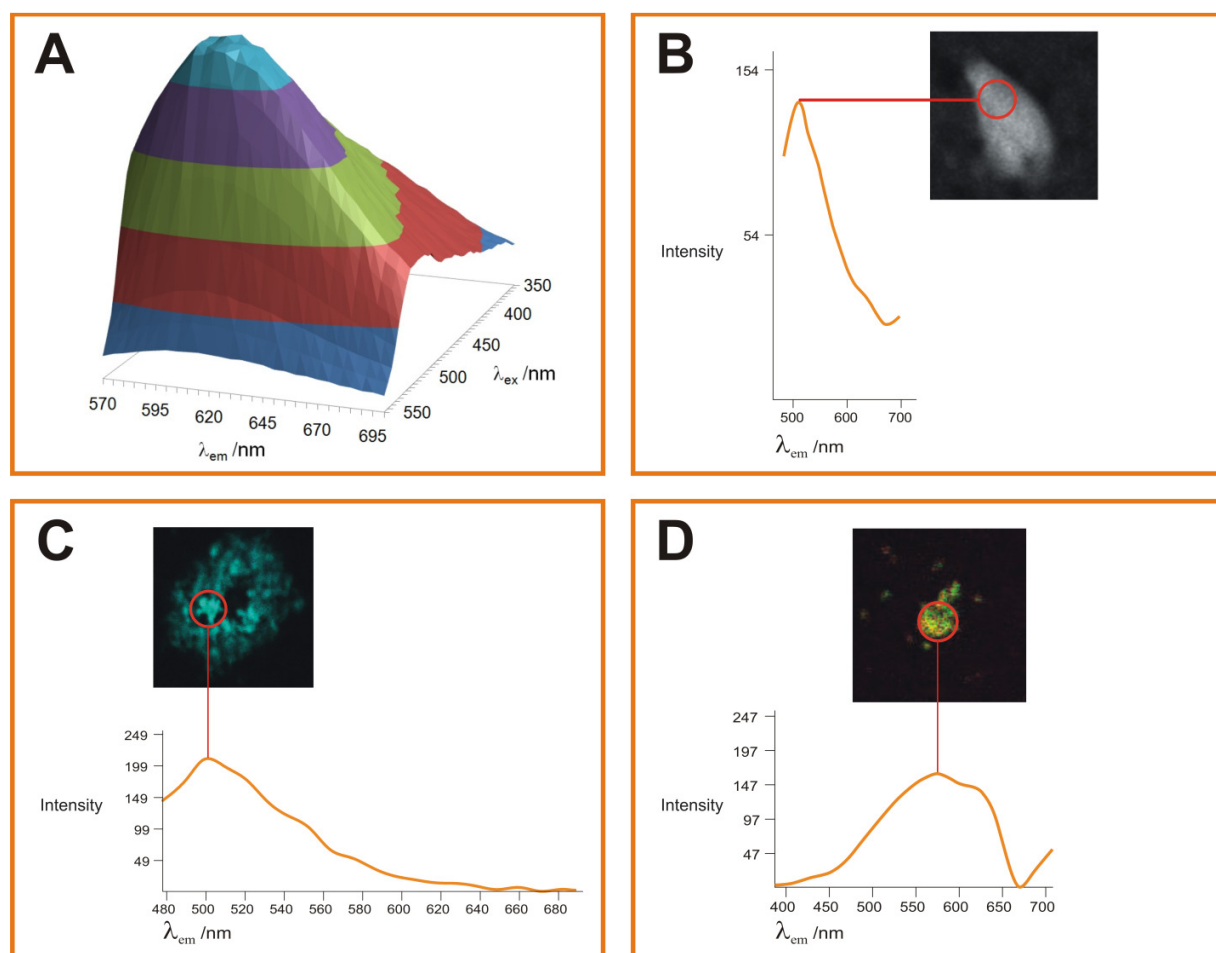 A
570 595 620 645 670 695
λem /nm
350
400
450
500
550
λex /nm
B
154
54
Intensity
500 600 700
λem /nm
C
249
199
149
99
49
Intensity
480 500 520 540 560 580 600 620 640 660 680
λem /nm
D
247
197
147
97
47
Intensity
400 450 500 550 600 650 700
λem /nm